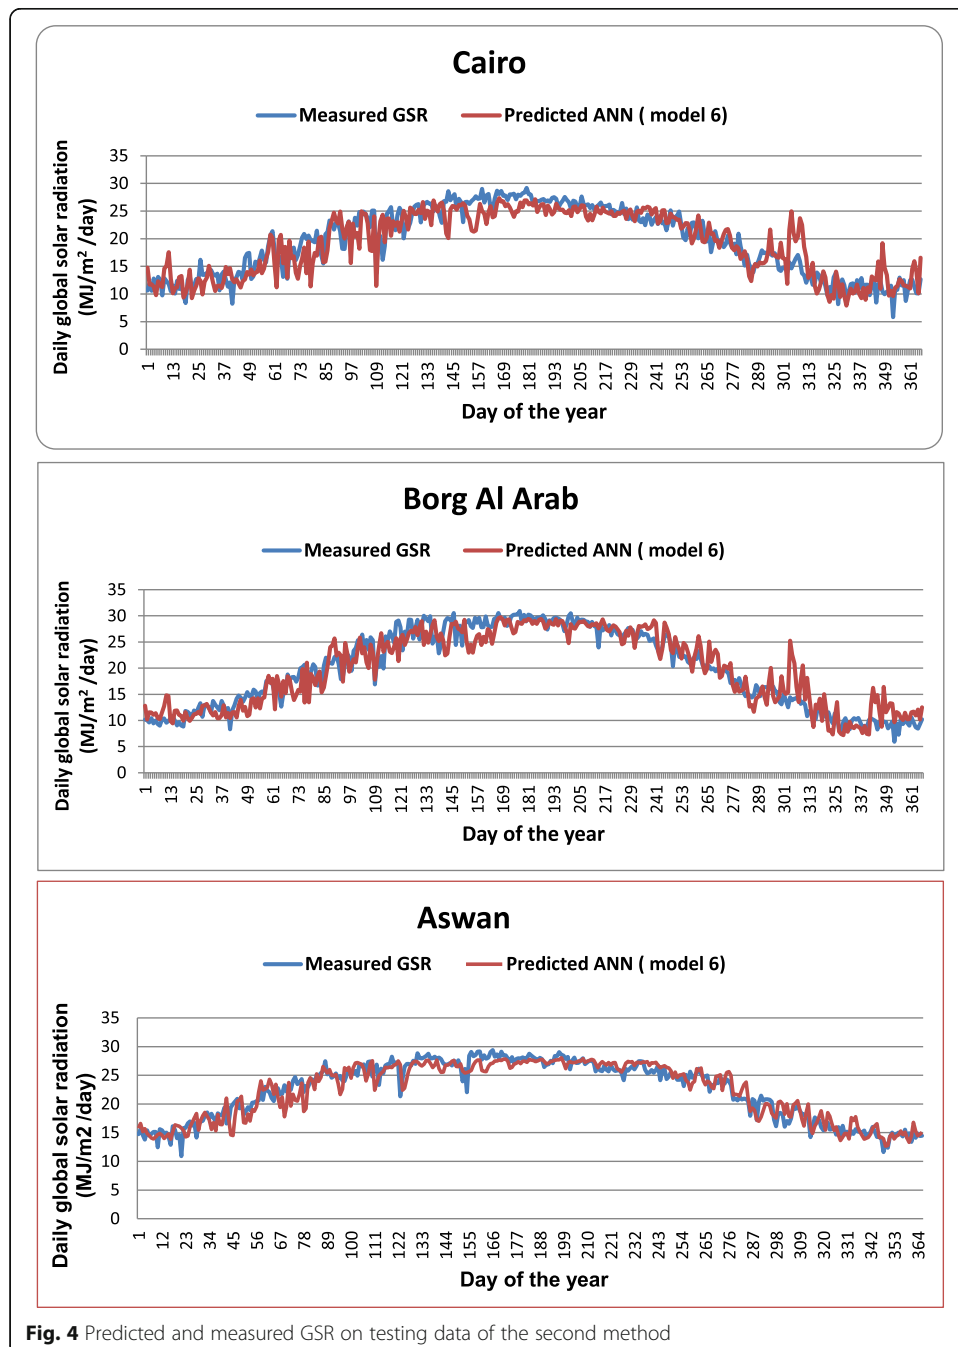 Cairo
Measured GSR Predicted ANN ( model 6)
Daily global solar radiation
(MJ/m² /day)
35
30
25
20
15
10
5
0
1 13 25 37 49 61 73 85 97 109 121 133 145 157 169 181 193 205 217 229 241 253 265 277 289 301 313 325 337 349 361
Day of the year
Borg Al Arab
Measured GSR Predicted ANN ( model 6)
Daily global solar radiation
(MJ/m² /day)
35
30
25
20
15
10
5
0
1 13 25 37 49 61 73 85 97 109 121 133 145 157 169 181 193 205 217 229 241 253 265 277 289 301 313 325 337 349 361
Day of the year
Aswan
Measured GSR Predicted ANN ( model 6)
Daily global solar radiation
(MJ/m2 /day)
35
30
25
20
15
10
5
0
1 12 23 34 45 56 67 78 89 100 111 122 133 144 155 166 177 188 199 210 221 232 243 254 265 276 287 298 309 320 331 342 353 364
Day of the year
Fig. 4 Predicted and measured GSR on testing data of the second method